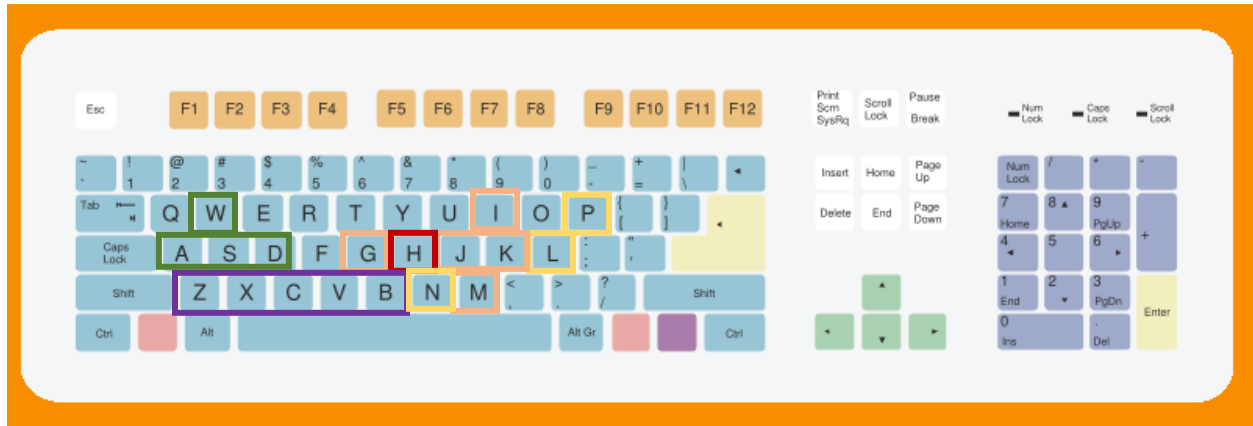 Esc F1 F2 F3 F4 F5 F6 F7 F8 F9 F10 F11 F12 Print Scrn SysRq Scroll Lock Pause Break Num Lock Caps Lock Scroll Lock
~ ` ! 1 @ 2 # 3 $ 4 % 5 ^ 6 & 7 * 8 ( 9 ) 0 _ - + = | \ Insert Home Page Up Num Lock / * -
Tab Q W E R T Y U I O P { [ } ] Delete End Page Down 7 Home 8 9 PgUp +
Caps Lock A S D F G H J K L : ; " ' 4 5 6
Shift Z X C V B N M < , > . ? / Shift 1 End 2 3 PgDn Enter
Ctrl Alt Alt Gr Ctrl 0 Ins . Del